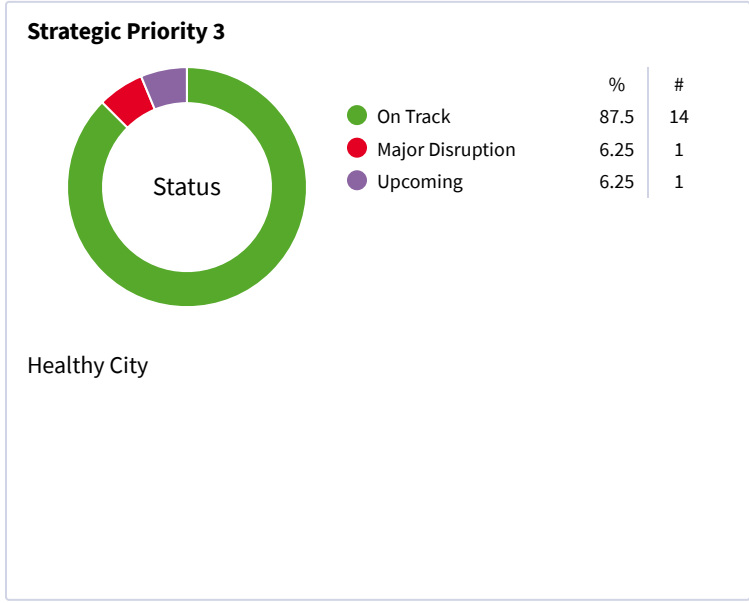 Strategic Priority 3
Status
% #
On Track 87.5 14
Major Disruption 6.25 1
Upcoming 6.25 1
Healthy City